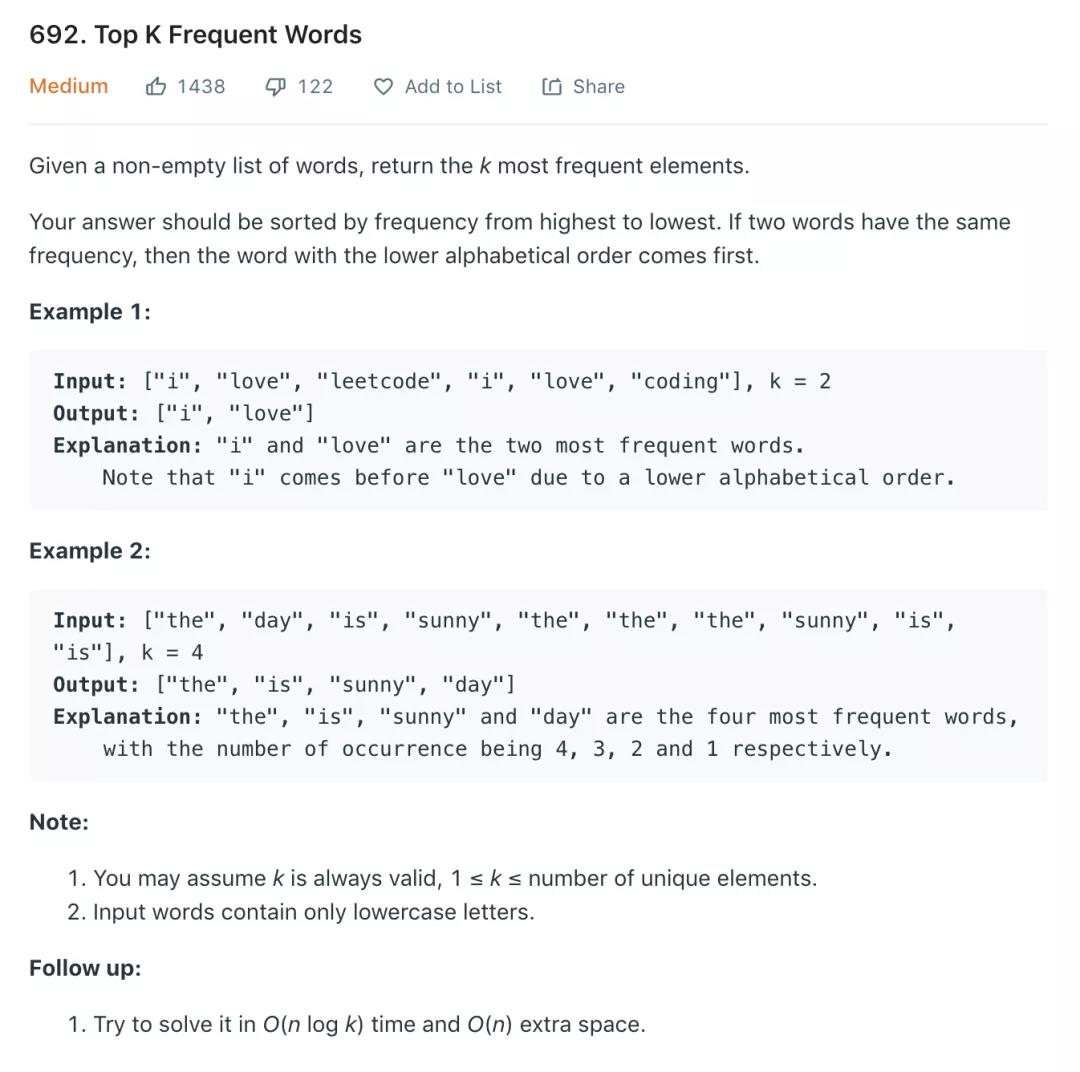 692. Top K Frequent Words
Medium 1438 122 Add to List Share
Given a non-empty list of words, return the k most frequent elements.
Your answer should be sorted by frequency from highest to lowest. If two words have the same
frequency, then the word with the lower alphabetical order comes first.
Example 1:
Input: ["i", "love", "leetcode", "i", "love", "coding"], k = 2
Output: ["i", "love"]
Explanation: "i" and "love" are the two most frequent words.
Note that "i" comes before "love" due to a lower alphabetical order.
Example 2:
Input: ["the", "day", "is", "sunny", "the", "the", "the", "sunny", "is",
"is"], k = 4
Output: ["the", "is", "sunny", "day"]
Explanation: "the", "is", "sunny" and "day" are the four most frequent words,
with the number of occurrence being 4, 3, 2 and 1 respectively.
Note:
1. You may assume k is always valid, 1 ≤ k ≤ number of unique elements.
2. Input words contain only lowercase letters.
Follow up:
1. Try to solve it in O(n log k) time and O(n) extra space.